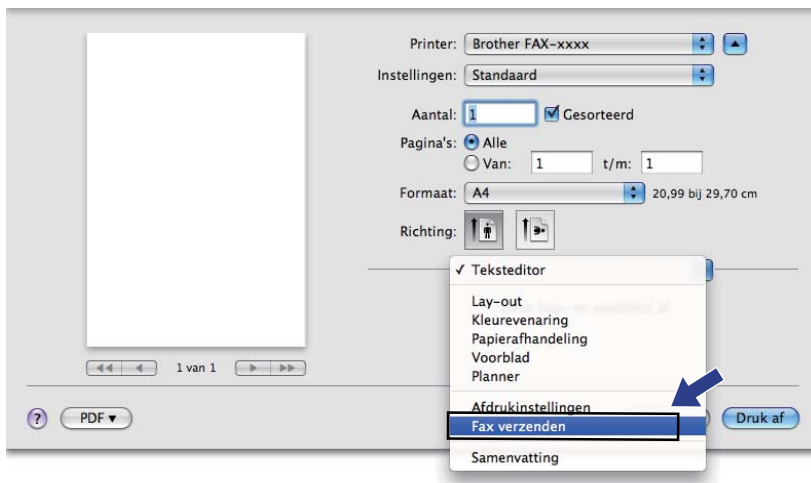 Printer: Brother FAX-xxxx
Instellingen: Standaard
Aantal: 1 Gesorteerd
Pagina's: Alle
Van: 1 t/m: 1
Formaat: A4 20,99 bij 29,70 cm
Richting:
✓ Teksteditor
Lay-out
Kleurevenaring
Papierafhandeling
Voorblad
Planner
Afdrukinstellingen
Fax verzenden
Samenvatting
1 van 1
? PDF ▼ Druk af